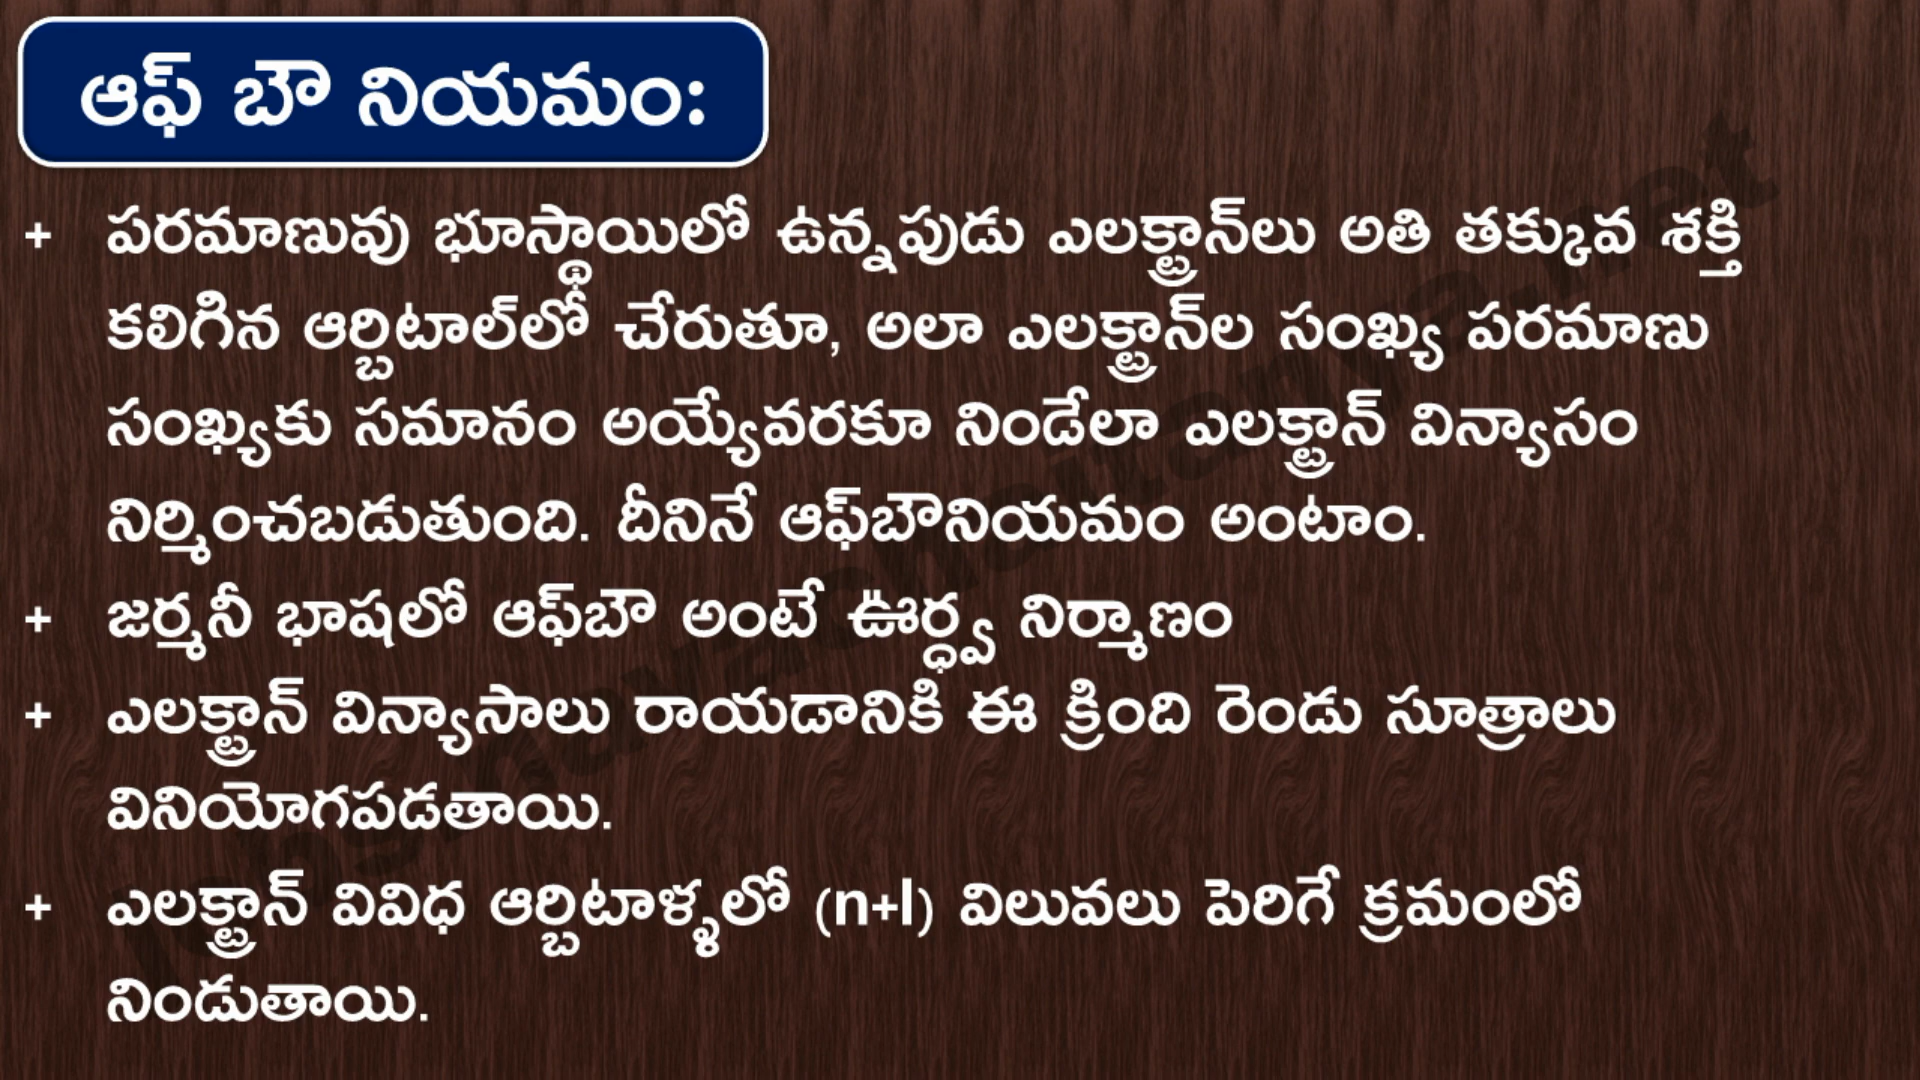 ఆఫ్ బౌ నియమం:
+ పరమాణువు భూస్థాయిలో ఉన్నపుడు ఎలక్ట్రాన్‌లు అతి తక్కువ శక్తి
కలిగిన ఆర్బిటాల్‌లో చేరుతూ, అలా ఎలక్ట్రాన్‌ల సంఖ్య పరమాణు
సంఖ్యకు సమానం అయ్యేవరకూ నిండేలా ఎలక్ట్రాన్ విన్యాసం
నిర్మించబడుతుంది. దీనినే ఆఫ్‌బౌనియమం అంటాం.
+ జర్మనీ భాషలో ఆఫ్‌బౌ అంటే ఊర్ధ్వ నిర్మాణం
+ ఎలక్ట్రాన్ విన్యాసాలు రాయడానికి ఈ క్రింది రెండు సూత్రాలు
వినియోగపడతాయి.
+ ఎలక్ట్రాన్ వివిధ ఆర్బిటాళ్ళలో (n+l) విలువలు పెరిగే క్రమంలో
నిండుతాయి.